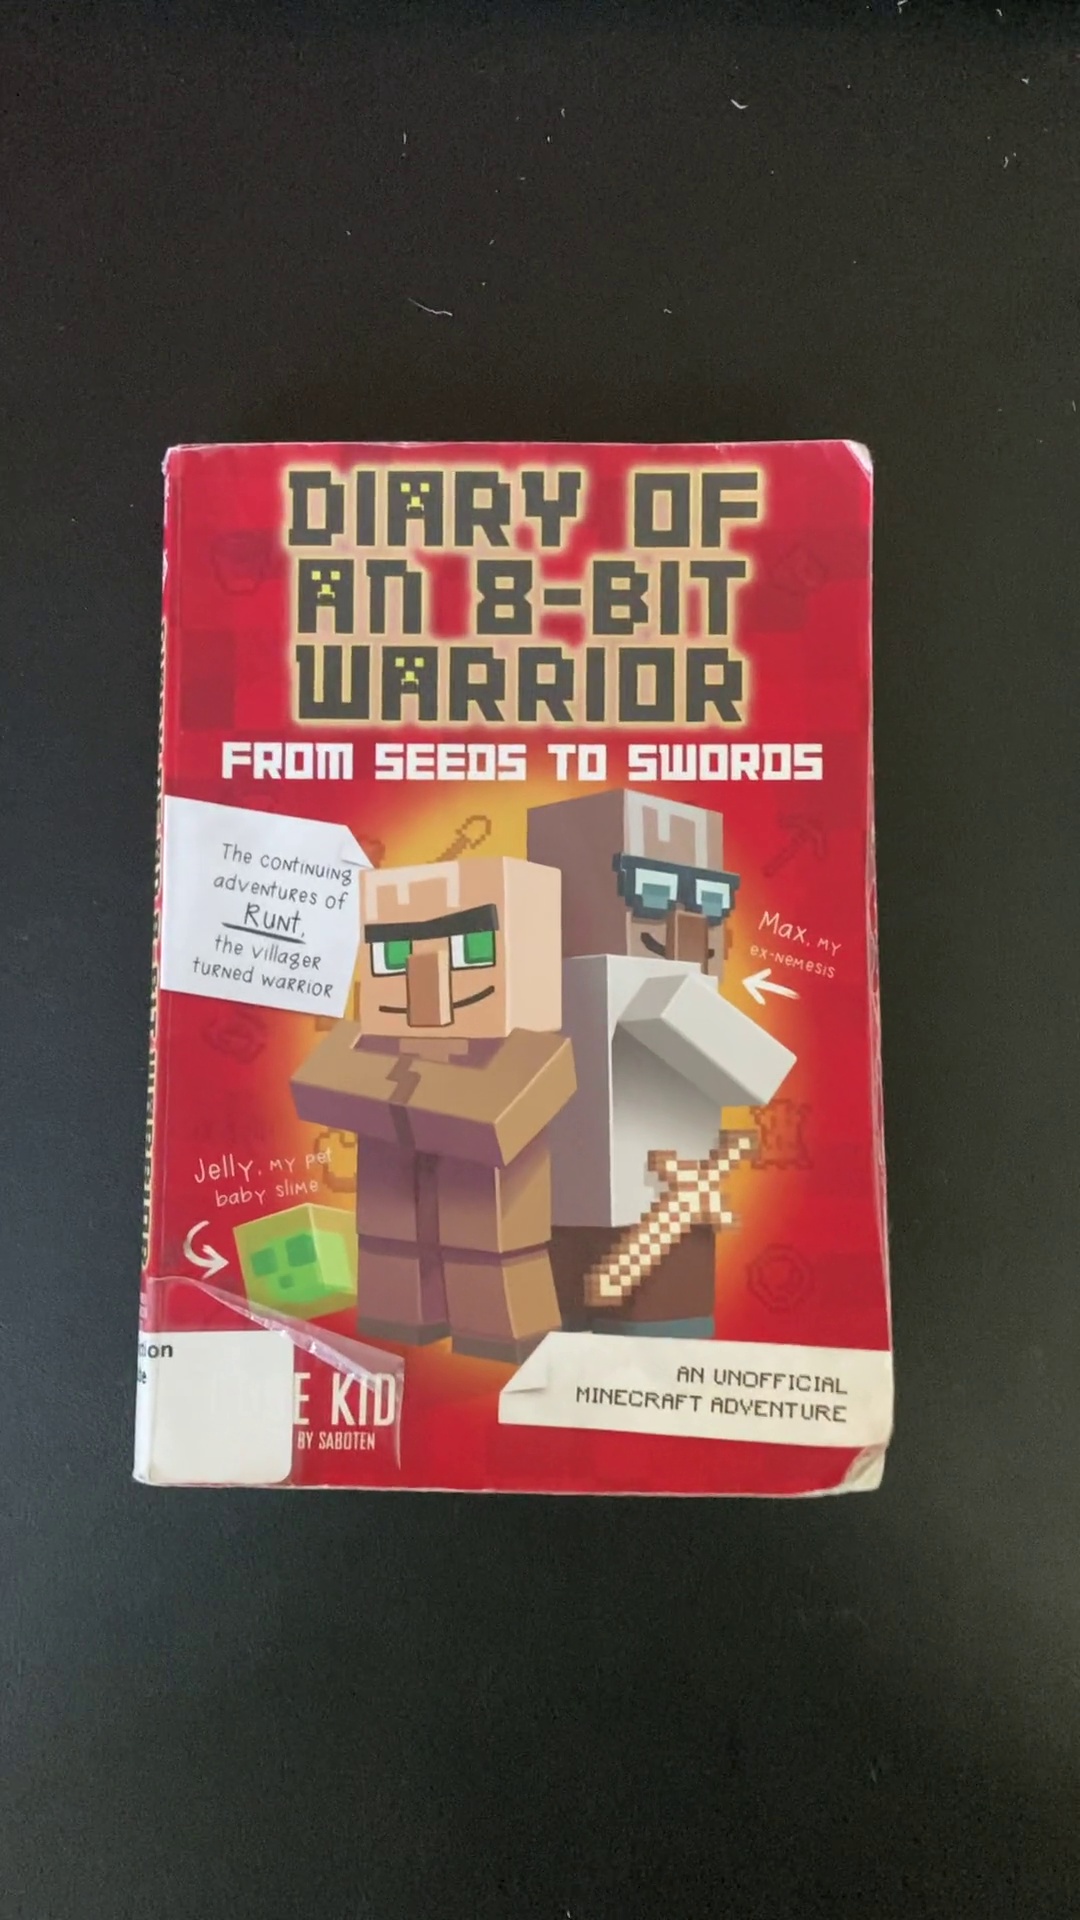 DIARY OF
AN 8-BIT
WARRIOR
FROM SEEDS TO SWORDS
The continuing
adventures of
Runt,
the villager
turned warrior
Max, my
ex-nemesis
Jelly, my pet
baby slime
E KID
BY SABOTEN
AN UNOFFICIAL
MINECRAFT ADVENTURE